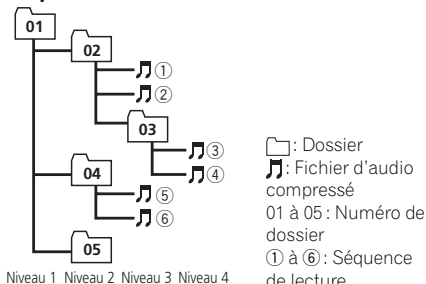 01
02
①
②
03
③
④
04
⑤
⑥
05
Niveau 1 Niveau 2 Niveau 3 Niveau 4
: Dossier
: Fichier d'audio
compressé
01 à 05 : Numéro de
dossier
① à ⑥ : Séquence
de lecture